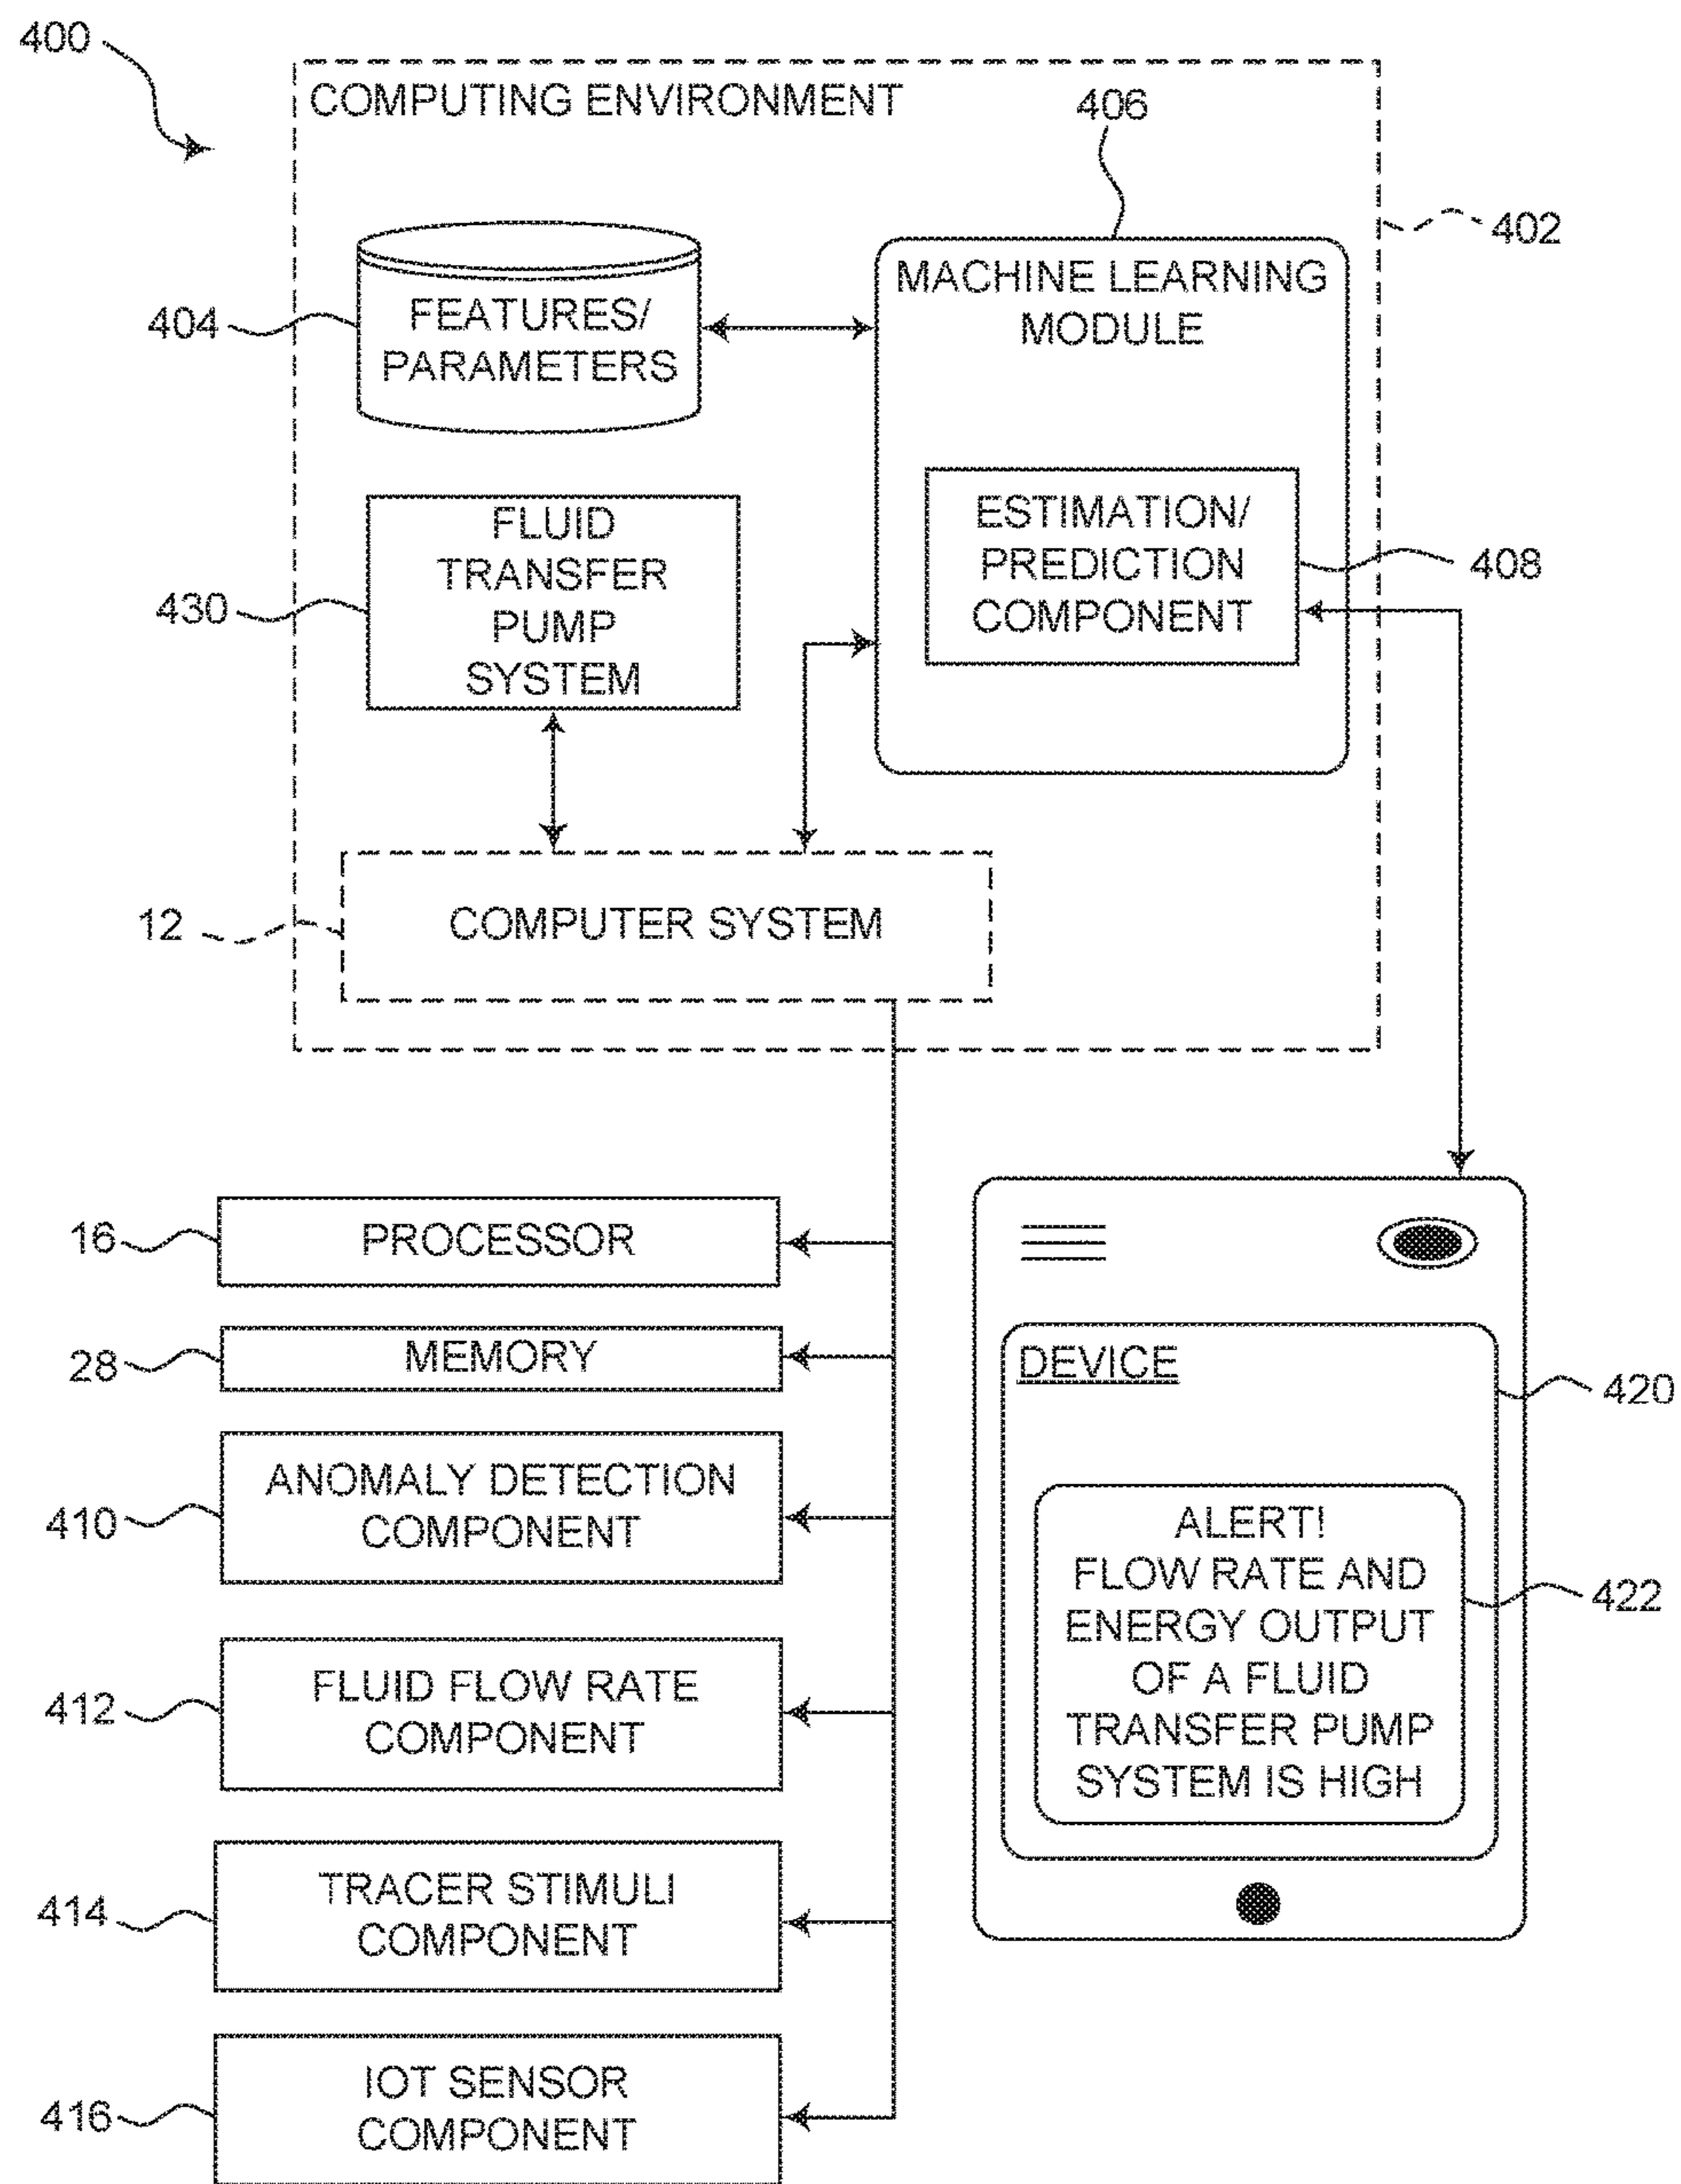 400
COMPUTING ENVIRONMENT
406
402
404
FEATURES/
PARAMETERS
MACHINE LEARNING
MODULE
430
FLUID
TRANSFER
PUMP
SYSTEM
ESTIMATION/
PREDICTION
COMPONENT
408
12
COMPUTER SYSTEM
16
PROCESSOR
28
MEMORY
410
ANOMALY DETECTION
COMPONENT
412
FLUID FLOW RATE
COMPONENT
414
TRACER STIMULI
COMPONENT
416
IOT SENSOR
COMPONENT
DEVICE
420
ALERT!
FLOW RATE AND
ENERGY OUTPUT
OF A FLUID
TRANSFER PUMP
SYSTEM IS HIGH
422